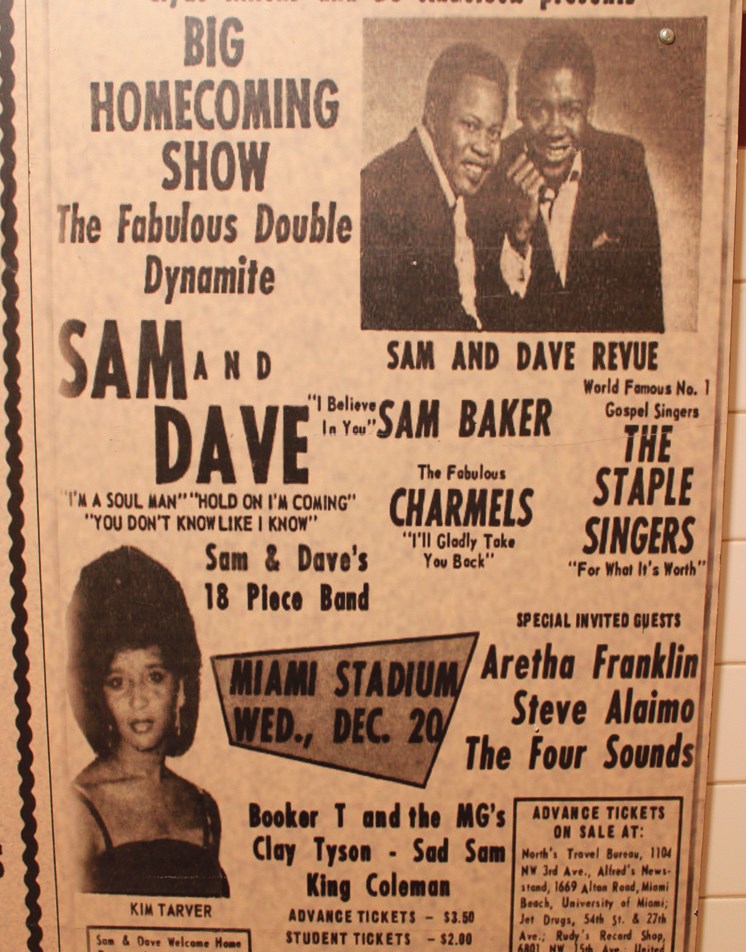 presents
BIG
HOMECOMING
SHOW
The Fabulous Double
Dynamite
SAM AND
DAVE
"I'M A SOUL MAN" "HOLD ON I'M COMING"
"YOU DON'T KNOW LIKE I KNOW"
SAM AND DAVE REVUE
"I Believe
In You" SAM BAKER
The Fabulous
CHARMELS
"I'll Gladly Take
You Back"
World Famous No. 1
Gospel Singers
THE
STAPLE
SINGERS
"For What It's Worth"
Sam & Dave's
18 Piece Band
SPECIAL INVITED GUESTS
Aretha Franklin
Steve Alaimo
The Four Sounds
MIAMI STADIUM
WED., DEC. 20
Booker T and the MG's
Clay Tyson - Sad Sam
King Coleman
ADVANCE TICKETS - $3.50
STUDENT TICKETS - $2.00
KIM TARVER
Sam & Dave Welcome Home
ADVANCE TICKETS
ON SALE AT:
North's Travel Bureau, 1104
NW 3rd Ave., Alfred's News-
stand, 1669 Alton Road, Miami
Beach, University of Miami;
Jet Drugs, 54th St. & 27th
Ave.; Rudy's Record Shop,
6801 NW 15th Ave. United